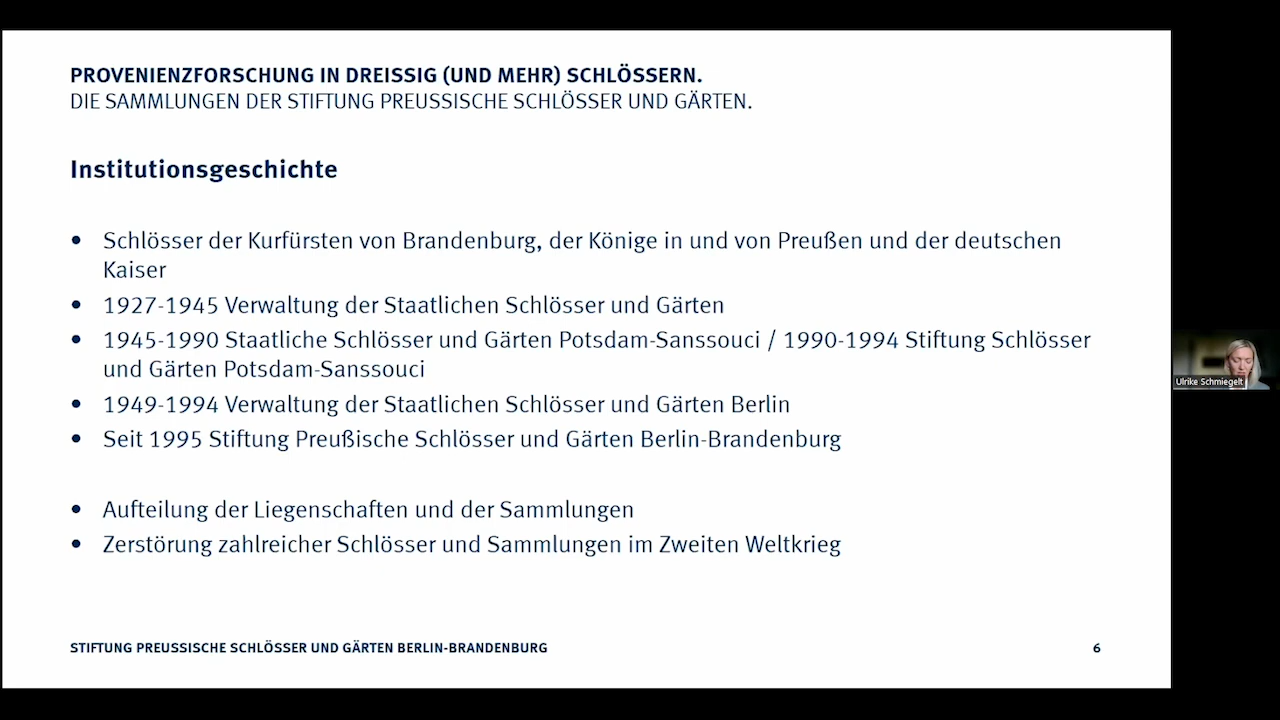 PROVENIENZFORSCHUNG IN DREISSIG (UND MEHR) SCHLÖSSERN.
DIE SAMMLUNGEN DER STIFTUNG PREUSSISCHE SCHLÖSSER UND GÄRTEN.
Institutionsgeschichte
• Schlösser der Kurfürsten von Brandenburg, der Könige in und von Preußen und der deutschen
Kaiser
• 1927-1945 Verwaltung der Staatlichen Schlösser und Gärten
• 1945-1990 Staatliche Schlösser und Gärten Potsdam-Sanssouci / 1990-1994 Stiftung Schlösser
und Gärten Potsdam-Sanssouci
• 1949-1994 Verwaltung der Staatlichen Schlösser und Gärten Berlin
• Seit 1995 Stiftung Preußische Schlösser und Gärten Berlin-Brandenburg
• Aufteilung der Liegenschaften und der Sammlungen
• Zerstörung zahlreicher Schlösser und Sammlungen im Zweiten Weltkrieg
STIFTUNG PREUSSISCHE SCHLÖSSER UND GÄRTEN BERLIN-BRANDENBURG
6
Ulrike Schmiegelt